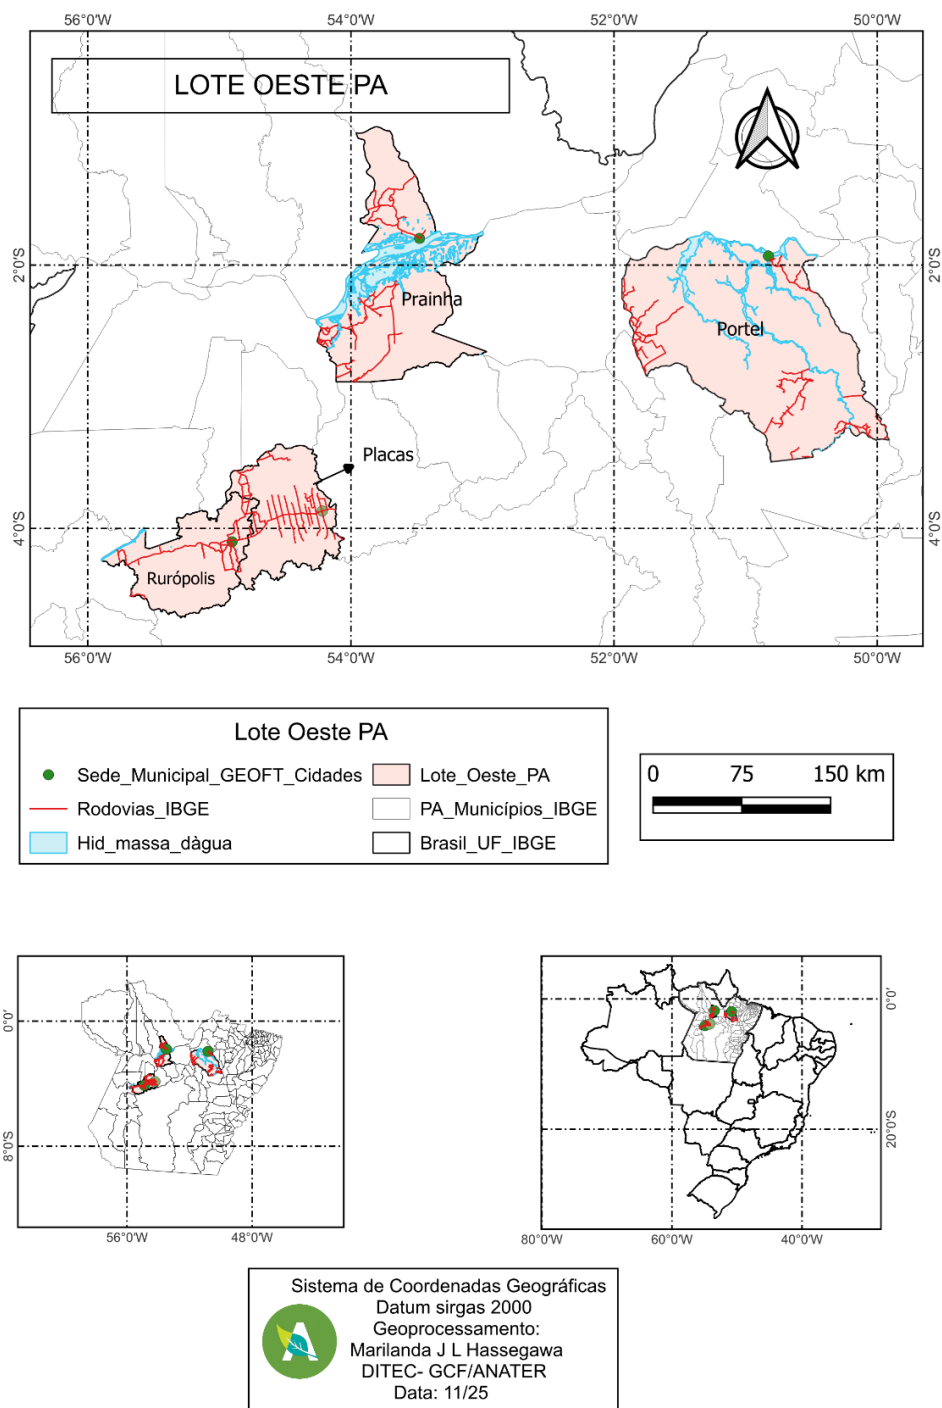 56°0'W 54°0'W 52°0'W 50°0'W
LOTE OESTE PA
2°0'S
2°0'S
Prainha
Portel
Placas
4°0'S
4°0'S
Rurópolis
56°0'W 54°0'W 52°0'W 50°0'W
Lote Oeste PA
Sede_Municipal_GEOFT_Cidades
Lote_Oeste_PA
Rodovias_IBGE
PA_Municípios_IBGE
Hid_massa_dàgua
Brasil_UF_IBGE
0 75 150 km
0°0'
8°0'S
56°0'W 48°0'W
0°0'
20°0'S
80°0'W 60°0'W 40°0'W
Sistema de Coordenadas Geográficas
Datum sirgas 2000
Geoprocessamento:
Marilanda J L Hassegawa
DITEC- GCF/ANATER
Data: 11/25